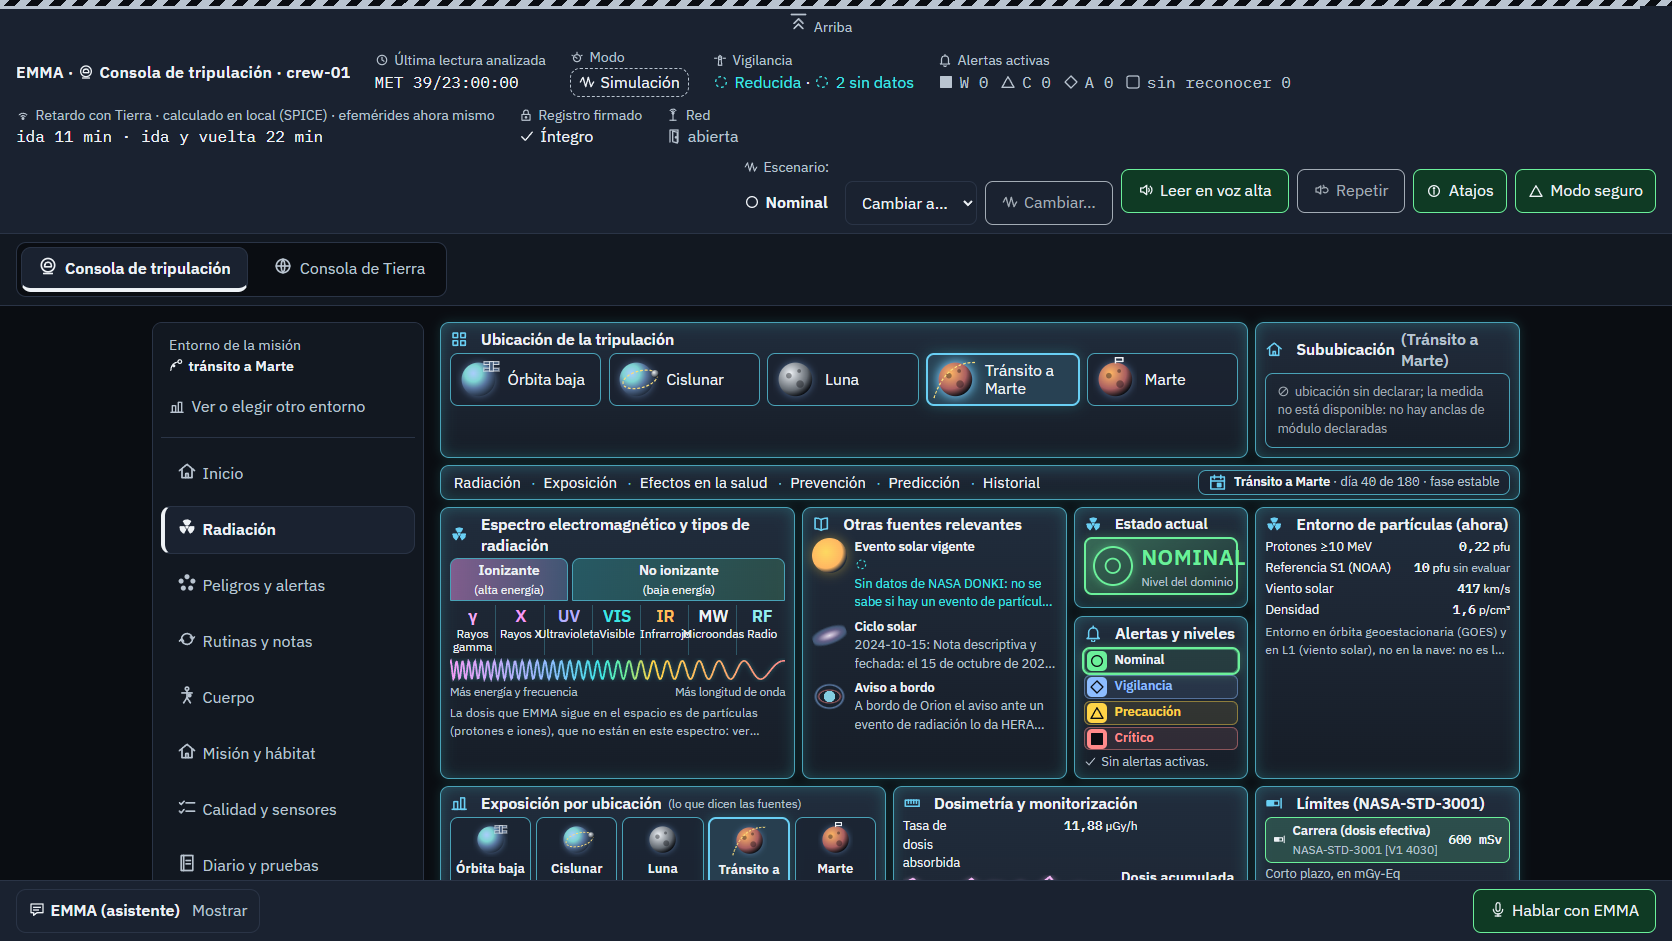 Arriba
EMMA · Consola de tripulación · crew-01
Última lectura analizada
MET 39/23:00:00
Modo
Simulación
Vigilancia
Reducida · 2 sin datos
Alertas activas
W 0 C 0 A 0 sin reconocer 0
Retardo con Tierra · calculado en local (SPICE) · efemérides ahora mismo
ida 11 min · ida y vuelta 22 min
Registro firmado
Íntegro
Red
abierta
Escenario:
Nominal
Cambiar a...
Cambiar...
Leer en voz alta
Repetir
Atajos
Modo seguro
Consola de tripulación
Consola de Tierra
Entorno de la misión
tránsito a Marte
Ver o elegir otro entorno
Inicio
Radiación
Peligros y alertas
Rutinas y notas
Cuerpo
Misión y hábitat
Calidad y sensores
Diario y pruebas
Ubicación de la tripulación
Órbita baja
Cislunar
Luna
Tránsito a
Marte
Marte
Sububicación (Tránsito a
Marte)
ubicación sin declarar; la medida
no está disponible: no hay anclas de
módulo declaradas
Radiación · Exposición · Efectos en la salud · Prevención · Predicción · Historial
Tránsito a Marte · día 40 de 180 · fase estable
Espectro electromagnético y tipos de
radiación
Ionizante
(alta energía)
No ionizante
(baja energía)
γ X UV VIS IR MW RF
Rayos
gamma
Rayos X
Ultravioleta
Visible
Infrarrojo
Microondas
Radio
Más energía y frecuencia
Más longitud de onda
La dosis que EMMA sigue en el espacio es de partículas
(protones e iones), que no están en este espectro: ver...
Otras fuentes relevantes
Evento solar vigente
Sin datos de NASA DONKI: no se
sabe si hay un evento de partícul...
Ciclo solar
2024-10-15: Nota descriptiva y
fechada: el 15 de octubre de 202...
Aviso a bordo
A bordo de Orion el aviso ante un
evento de radiación lo da HERA...
Estado actual
NOMINAL
Nivel del dominio
Alertas y niveles
Nominal
Vigilancia
Precaución
Crítico
Sin alertas activas.
Entorno de partículas (ahora)
Protones ≥10 MeV 0,22 pfu
Referencia S1 (NOAA) 10 pfu sin evaluar
Viento solar 417 km/s
Densidad 1,6 p/cm³
Entorno en órbita geoestacionaria (GOES) y
en L1 (viento solar), no en la nave: no es l...
Exposición por ubicación (lo que dicen las fuentes)
Órbita baja
Cislunar
Luna
Tránsito a
Marte
Dosimetría y monitorización
Tasa de
dosis
absorbida
11,88 μGy/h
Dosis acumulada
Límites (NASA-STD-3001)
Carrera (dosis efectiva)
NASA-STD-3001 [V1 4030]
600 mSv
Corto plazo, en mGy-Eq
EMMA (asistente) Mostrar
Hablar con EMMA